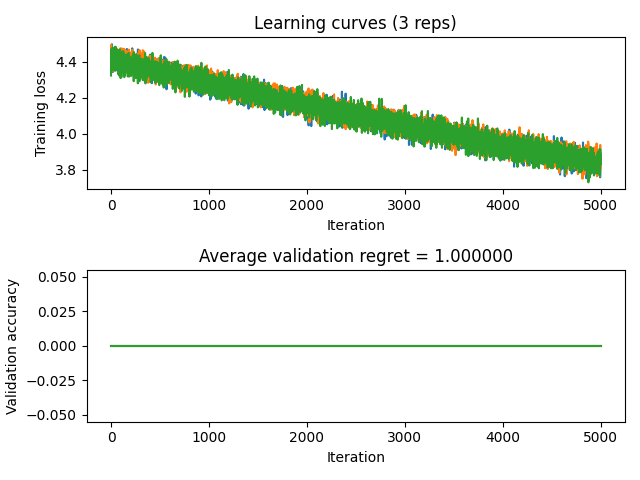 Learning curves (3 reps)
4.4
4.2
4.0
3.8
Training loss
0 1000 2000 3000 4000 5000
Iteration
Average validation regret = 1.000000
0.050
0.025
0.000
−0.025
−0.050
Validation accuracy
0 1000 2000 3000 4000 5000
Iteration